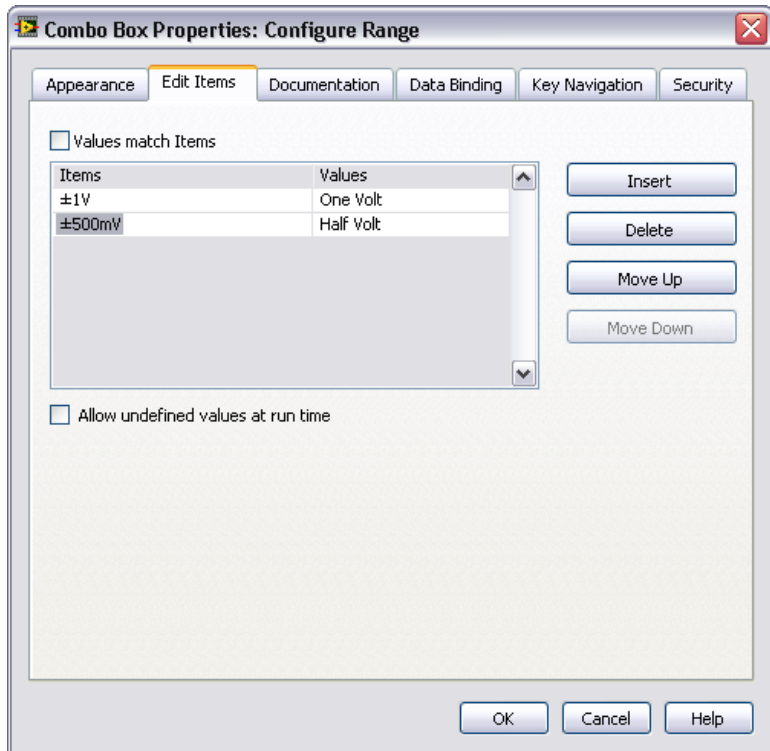 Combo Box Properties: Configure Range
Appearance Edit Items Documentation Data Binding Key Navigation Security
Values match Items
Items Values
±1V One Volt
±500mV Half Volt
Insert
Delete
Move Up
Move Down
Allow undefined values at run time
OK Cancel Help